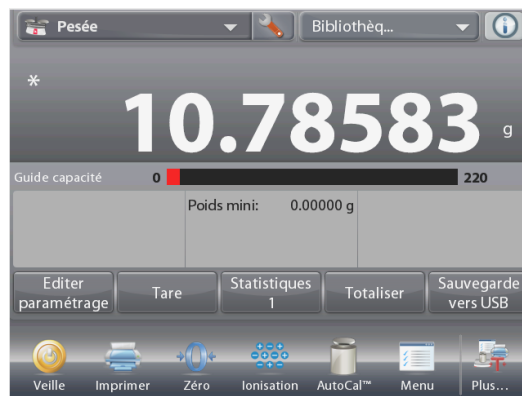 Pesée
Bibliothèq...
*
10.78583 g
Guide capacité 0 220
Poids mini: 0.00000 g
Editer paramétrage
Tare
Statistiques 1
Totaliser
Sauvegarde vers USB
Veille
Imprimer
Zéro
Ionisation
AutoCal™
Menu
Plus...